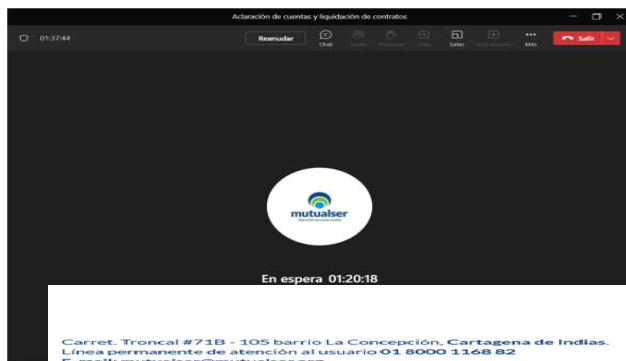 Aclaración de cuentas y liquidación de contratos
01:37:44
Reanudar
Chat
Salas
Más
Salir
mutualser
En espera 01:20:18
Carret. Troncal #71B - 105 barrio La Concepción, Cartagena de Indias.
Línea permanente de atención al usuario 01 8000 1168 82